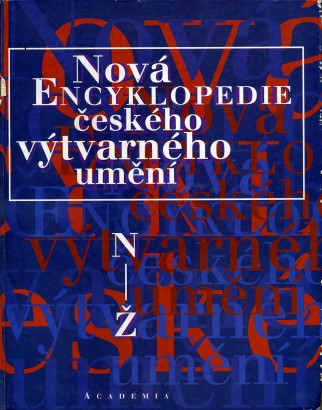 Nová
ENCYKLOPEDIE
českého
výtvarného
umění
N
Ž
ACADEMIA